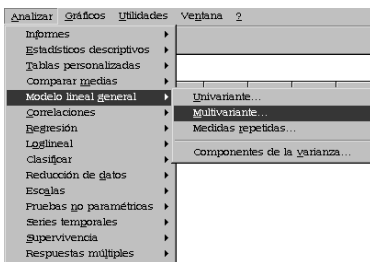 Analizar Gráficos Utilidades Ventana ?
Informes
Estadísticos descriptivos
Tablas personalizadas
Comparar medias
Modelo lineal general
Correlaciones
Regresión
Loglineal
Clasificar
Reducción de datos
Escalas
Pruebas no paramétricas
Series temporales
Supervivencia
Respuestas múltiples
Univariante...
Multivariante...
Medidas repetidas...
Componentes de la varianza...